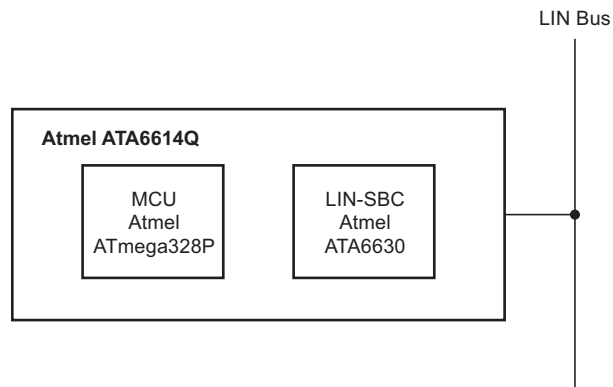 LIN Bus
Atmel ATA6614Q
MCU
Atmel
ATmega328P
LIN-SBC
Atmel
ATA6630